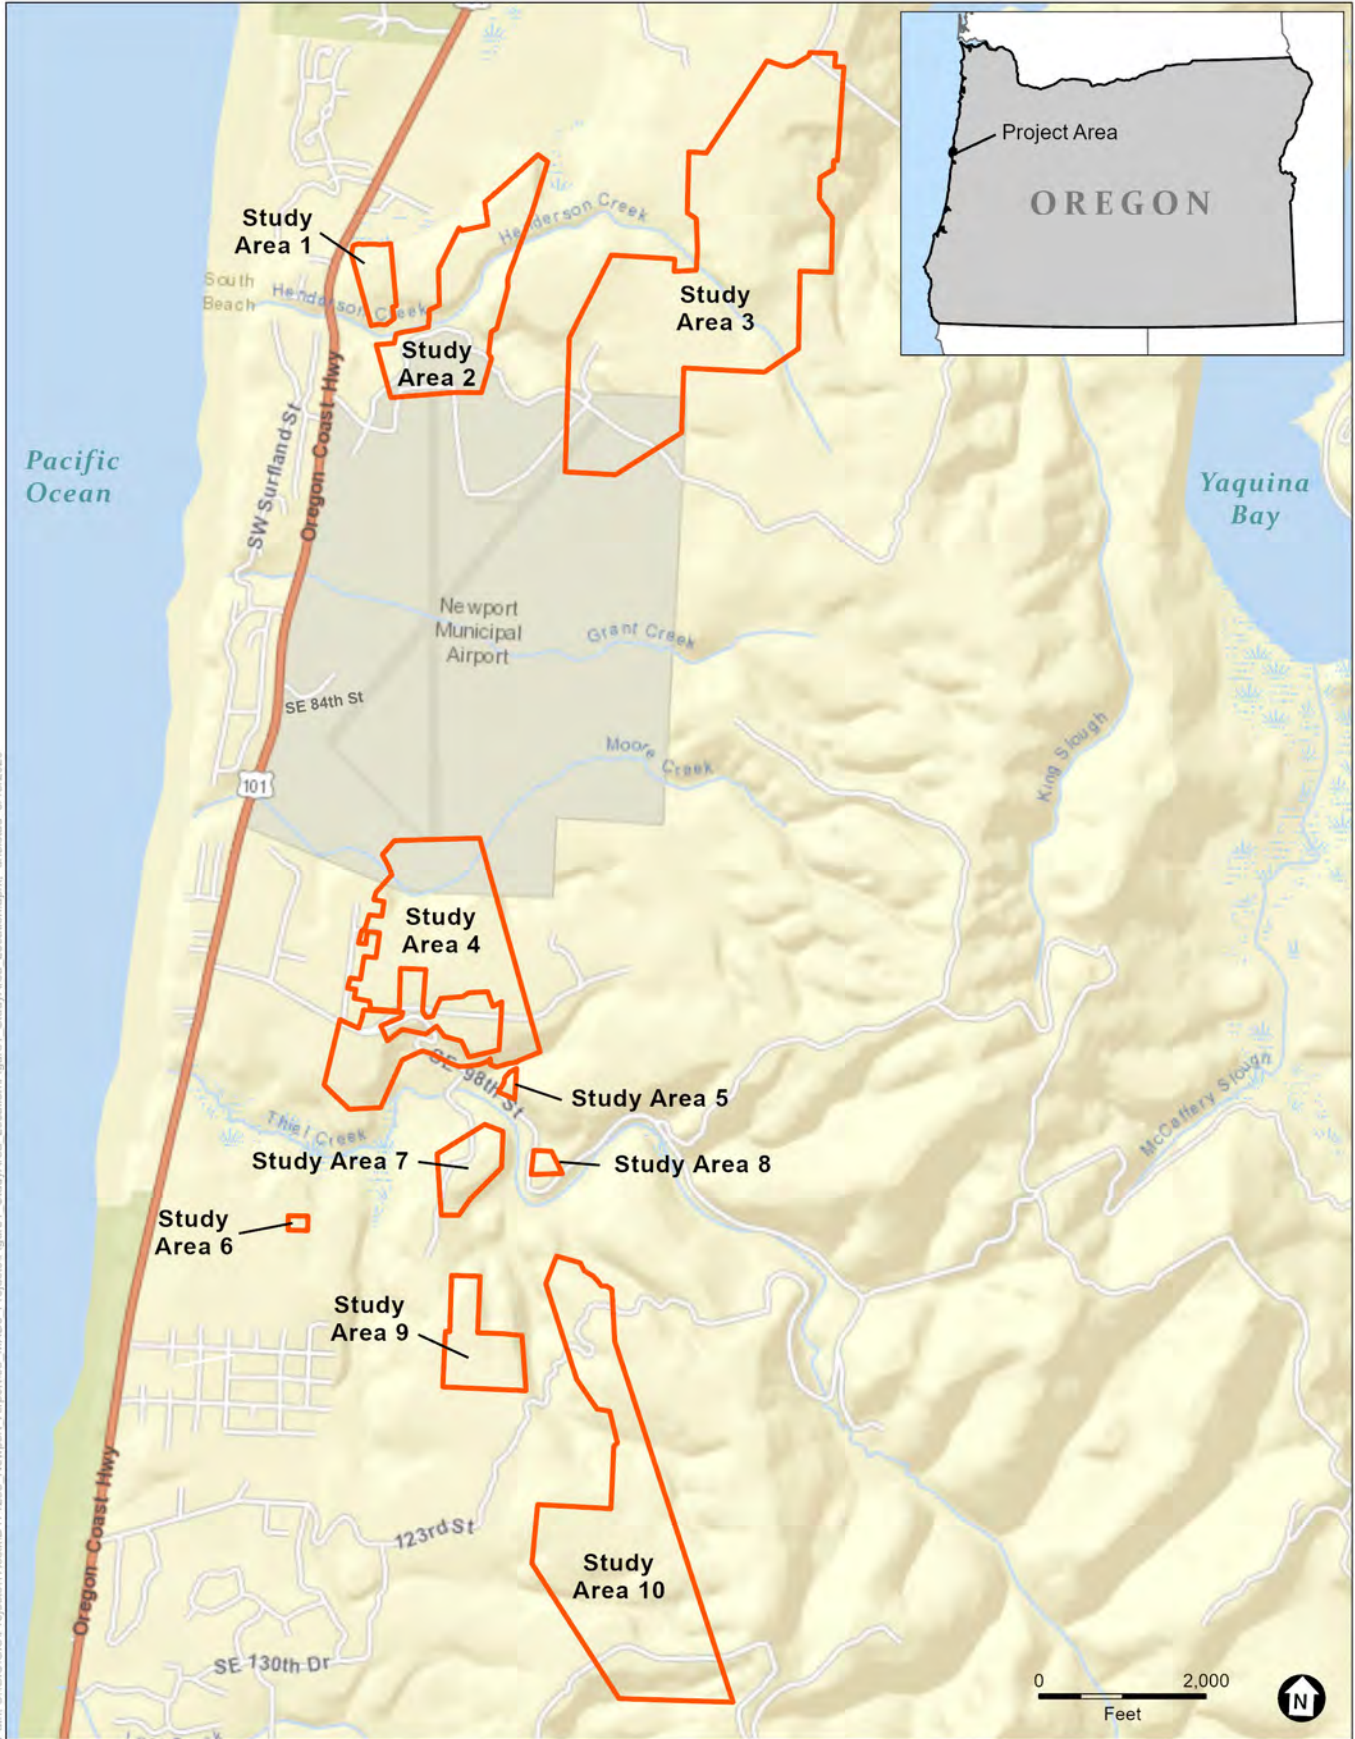 Project Area
OREGON
Study
Area 1
Henderson Creek
South
Beach
Henderson Creek
Study
Area 3
Study
Area 2
Oregon Coast Hwy
SW Surfland St
Pacific
Ocean
Yaquina
Bay
Newport
Municipal
Airport
Grant Creek
SE 84th St
Moore Creek
King Slough
101
Study
Area 4
SE 98th St
Study Area 5
McCaffery Slough
Thiel Creek
Study Area 7
Study Area 8
Study
Area 6
Study
Area 9
Oregon Coast Hwy
123rd St
Study
Area 10
SE 130th Dr
0 2,000
Feet
N